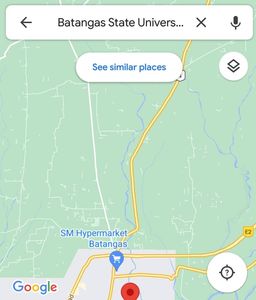 Batangas State Univers...
See similar places
SM Hypermarket
Batangas
E2
Google